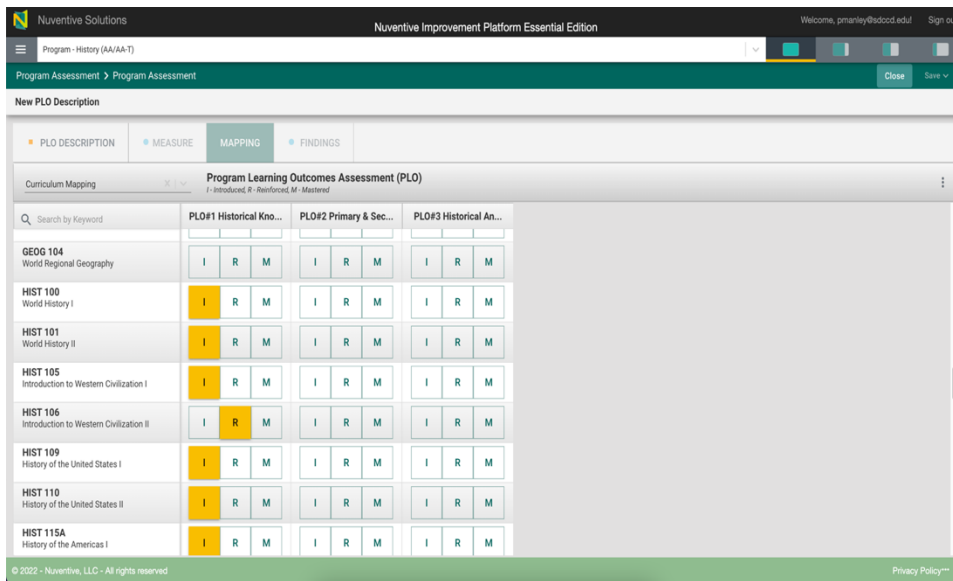 Nuventive Solutions
Nuventive Improvement Platform Essential Edition
Welcome, pmanley@sdccd.edu! Sign ou
Program - History (AA/AA-T)
Program Assessment > Program Assessment
Close Save
New PLO Description
PLO DESCRIPTION MEASURE MAPPING FINDINGS
Curriculum Mapping X
Program Learning Outcomes Assessment (PLO)
I - Introduced, R - Reinforced, M - Mastered
Search by Keyword PLO#1 Historical Kno... PLO#2 Primary & Sec... PLO#3 Historical An...
GEOG 104
World Regional Geography
I R M I R M I R M
HIST 100
World History I
I R M I R M I R M
HIST 101
World History II
I R M I R M I R M
HIST 105
Introduction to Western Civilization I
I R M I R M I R M
HIST 106
Introduction to Western Civilization II
I R M I R M I R M
HIST 109
History of the United States I
I R M I R M I R M
HIST 110
History of the United States II
I R M I R M I R M
HIST 115A
History of the Americas I
I R M I R M I R M
© 2022 - Nuventive, LLC - All rights reserved
Privacy Policy•••